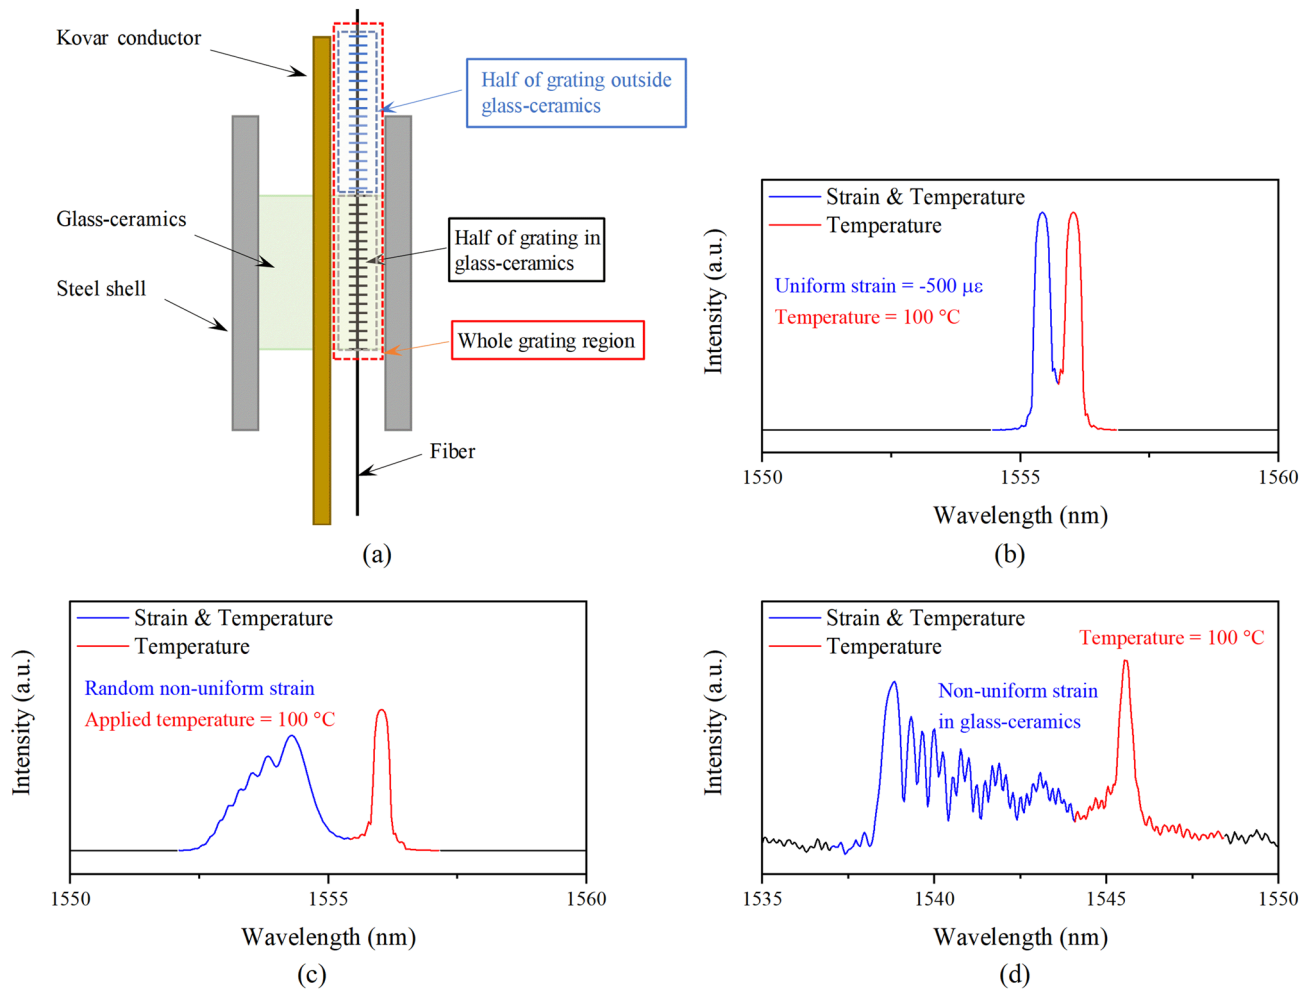 Kovar conductor
Half of grating outside
glass-ceramics
Glass-ceramics
Half of grating in
glass-ceramics
Steel shell
Whole grating region
Fiber
(a)
Strain & Temperature
Temperature
Uniform strain = -500 με
Temperature = 100 °C
Intensity (a.u.)
1550
1555
1560
Wavelength (nm)
(b)
Strain & Temperature
Temperature
Random non-uniform strain
Applied temperature = 100 °C
Intensity (a.u.)
1550
1555
1560
Wavelength (nm)
(c)
Strain & Temperature
Temperature
Temperature = 100 °C
Non-uniform strain
in glass-ceramics
Intensity (a.u.)
1535
1540
1545
1550
Wavelength (nm)
(d)